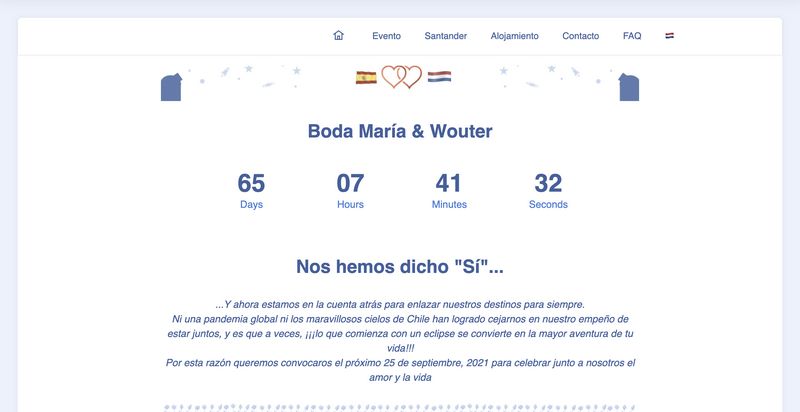 Evento Santander Alojamiento Contacto FAQ
Boda María & Wouter
65 07 41 32
Days Hours Minutes Seconds
Nos hemos dicho "Sí"...
...Y ahora estamos en la cuenta atrás para enlazar nuestros destinos para siempre.
Ni una pandemia global ni los maravillosos cielos de Chile han logrado cejarnos en nuestro empeño de
estar juntos, y es que a veces, ¡¡¡lo que comienza con un eclipse se convierte en la mayor aventura de tu
vida!!!
Por esta razón queremos convocaros el próximo 25 de septiembre, 2021 para celebrar junto a nosotros el
amor y la vida